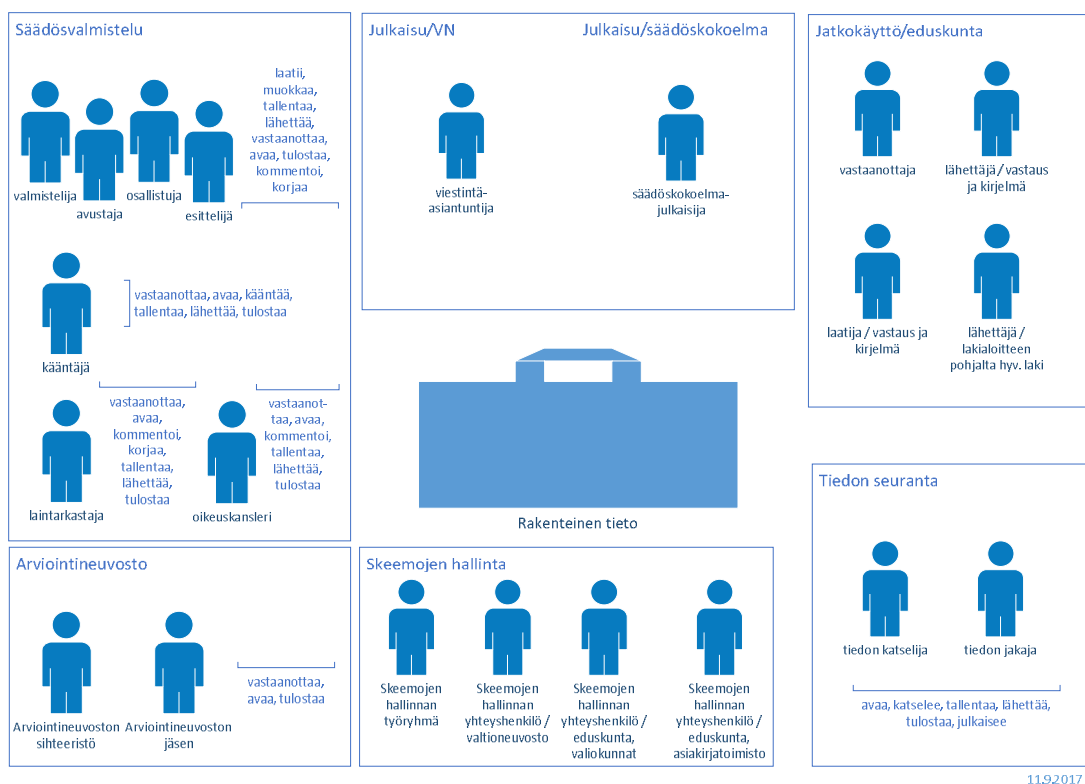 Säädösvalmistelu
laatii,
muokkaa,
tallentaa,
lähettää,
vastaanottaa,
avaa, tulostaa,
kommentoi,
korjaa
valmistelija
avustaja
osallistuja
esittelijä
kääntäjä
vastaanottaa, avaa, kääntää,
tallentaa, lähettää, tulostaa
laintarkastaja
vastaanottaa,
avaa,
kommentoi,
korjaa,
tallentaa,
lähettää,
tulostaa
oikeuskansleri
vastaanot-
taa, avaa,
kommentoi,
tallentaa,
lähettää,
tulostaa
Julkaisu/VN
Julkaisu/säädöskokoelma
viestintä-
asiantuntija
säädöskokoelma-
julkaisija
Jatkokäyttö/eduskunta
vastaanottaja
lähettäjä / vastaus
ja kirjelmä
laatija / vastaus ja
kirjelmä
lähettäjä /
lakialoitteen
pohjalta hyv. laki
Rakenteinen tieto
Arviointineuvosto
Arviointineuvoston
sihteeristö
Arviointineuvoston
jäsen
vastaanottaa,
avaa, tulostaa
Skeemojen hallinta
Skeemojen
hallinnan
työryhmä
Skeemojen
hallinnan
yhteyshenkilö /
valtioneuvosto
Skeemojen
hallinnan
yhteyshenkilö /
eduskunta,
valiokunnat
Skeemojen
hallinnan
yhteyshenkilö /
eduskunta,
asiakirjatoimisto
Tiedon seuranta
tiedon katselija
tiedon jakaja
avaa, katselee, tallentaa, lähettää,
tulostaa, julkaisee
11.9.2017